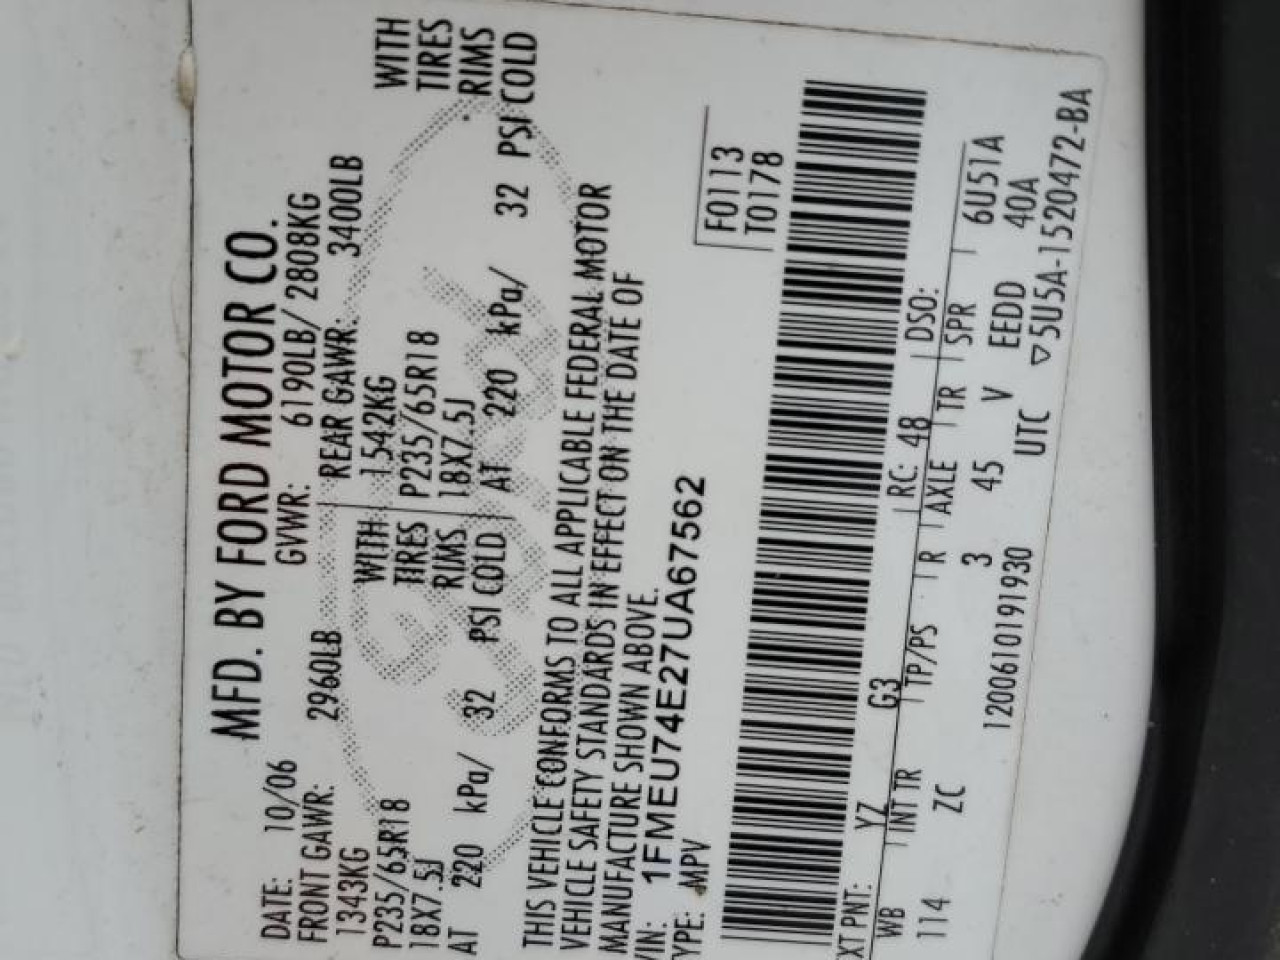 MFD. BY FORD MOTOR CO.
DATE: 10/06 GVWR: 6190LB/ 2808KG
FRONT GAWR: 2960LB REAR GAWR: 3400LB
1343KG WITH 1542KG WITH
P235/65R18 TIRES P235/65R18 TIRES
18X7.5J RIMS 18X7.5J RIMS
AT 220 kPa/ 32 PSI COLD AT 220 kPa/ 32 PSI COLD
THIS VEHICLE CONFORMS TO ALL APPLICABLE FEDERAL MOTOR
VEHICLE SAFETY STANDARDS IN EFFECT ON THE DATE OF
MANUFACTURE SHOWN ABOVE.
VIN: 1FMEU74E27UA67562
TYPE: MPV
F0113
T0178
XT PNT: YZ G3 RC: 48 DSO:
WB INT TR TP/PS R AXLE TR SPR 6U51A
114 ZC 3 45 V EEDD 40A
1200610191930 UTC ▽5U5A-1520472-BA